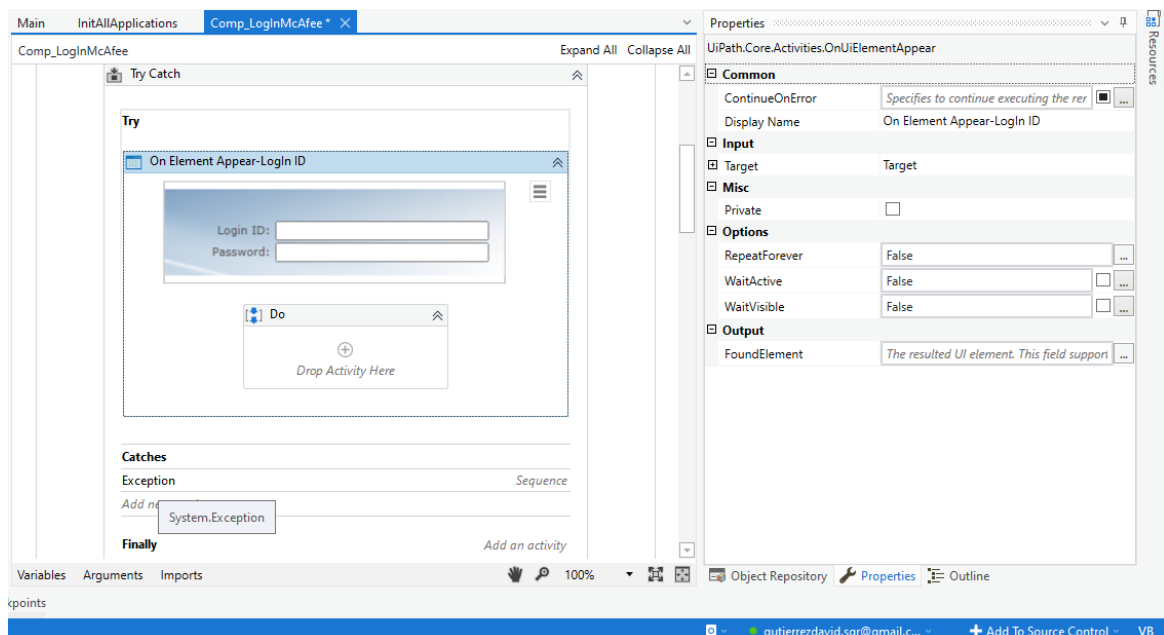 Main InitAllApplications Comp_LogInMcAfee * ×
Comp_LogInMcAfee Expand All Collapse All
Try Catch
Try
On Element Appear-LogIn ID
Login ID:
Password:
Do
Drop Activity Here
Catches
Exception Sequence
Add ne
System.Exception
Finally Add an activity
Variables Arguments Imports 100%
kpoints
Properties
UiPath.Core.Activities.OnUiElementAppear
Common
ContinueOnError Specifies to continue executing the rer ...
Display Name On Element Appear-LogIn ID
Input
Target Target
Misc
Private
Options
RepeatForever False ...
WaitActive False ...
WaitVisible False ...
Output
FoundElement The resulted UI element. This field support ...
Object Repository Properties Outline
gutierrezdavid.sgr@gmail.c... + Add To Source Control VB
Resources